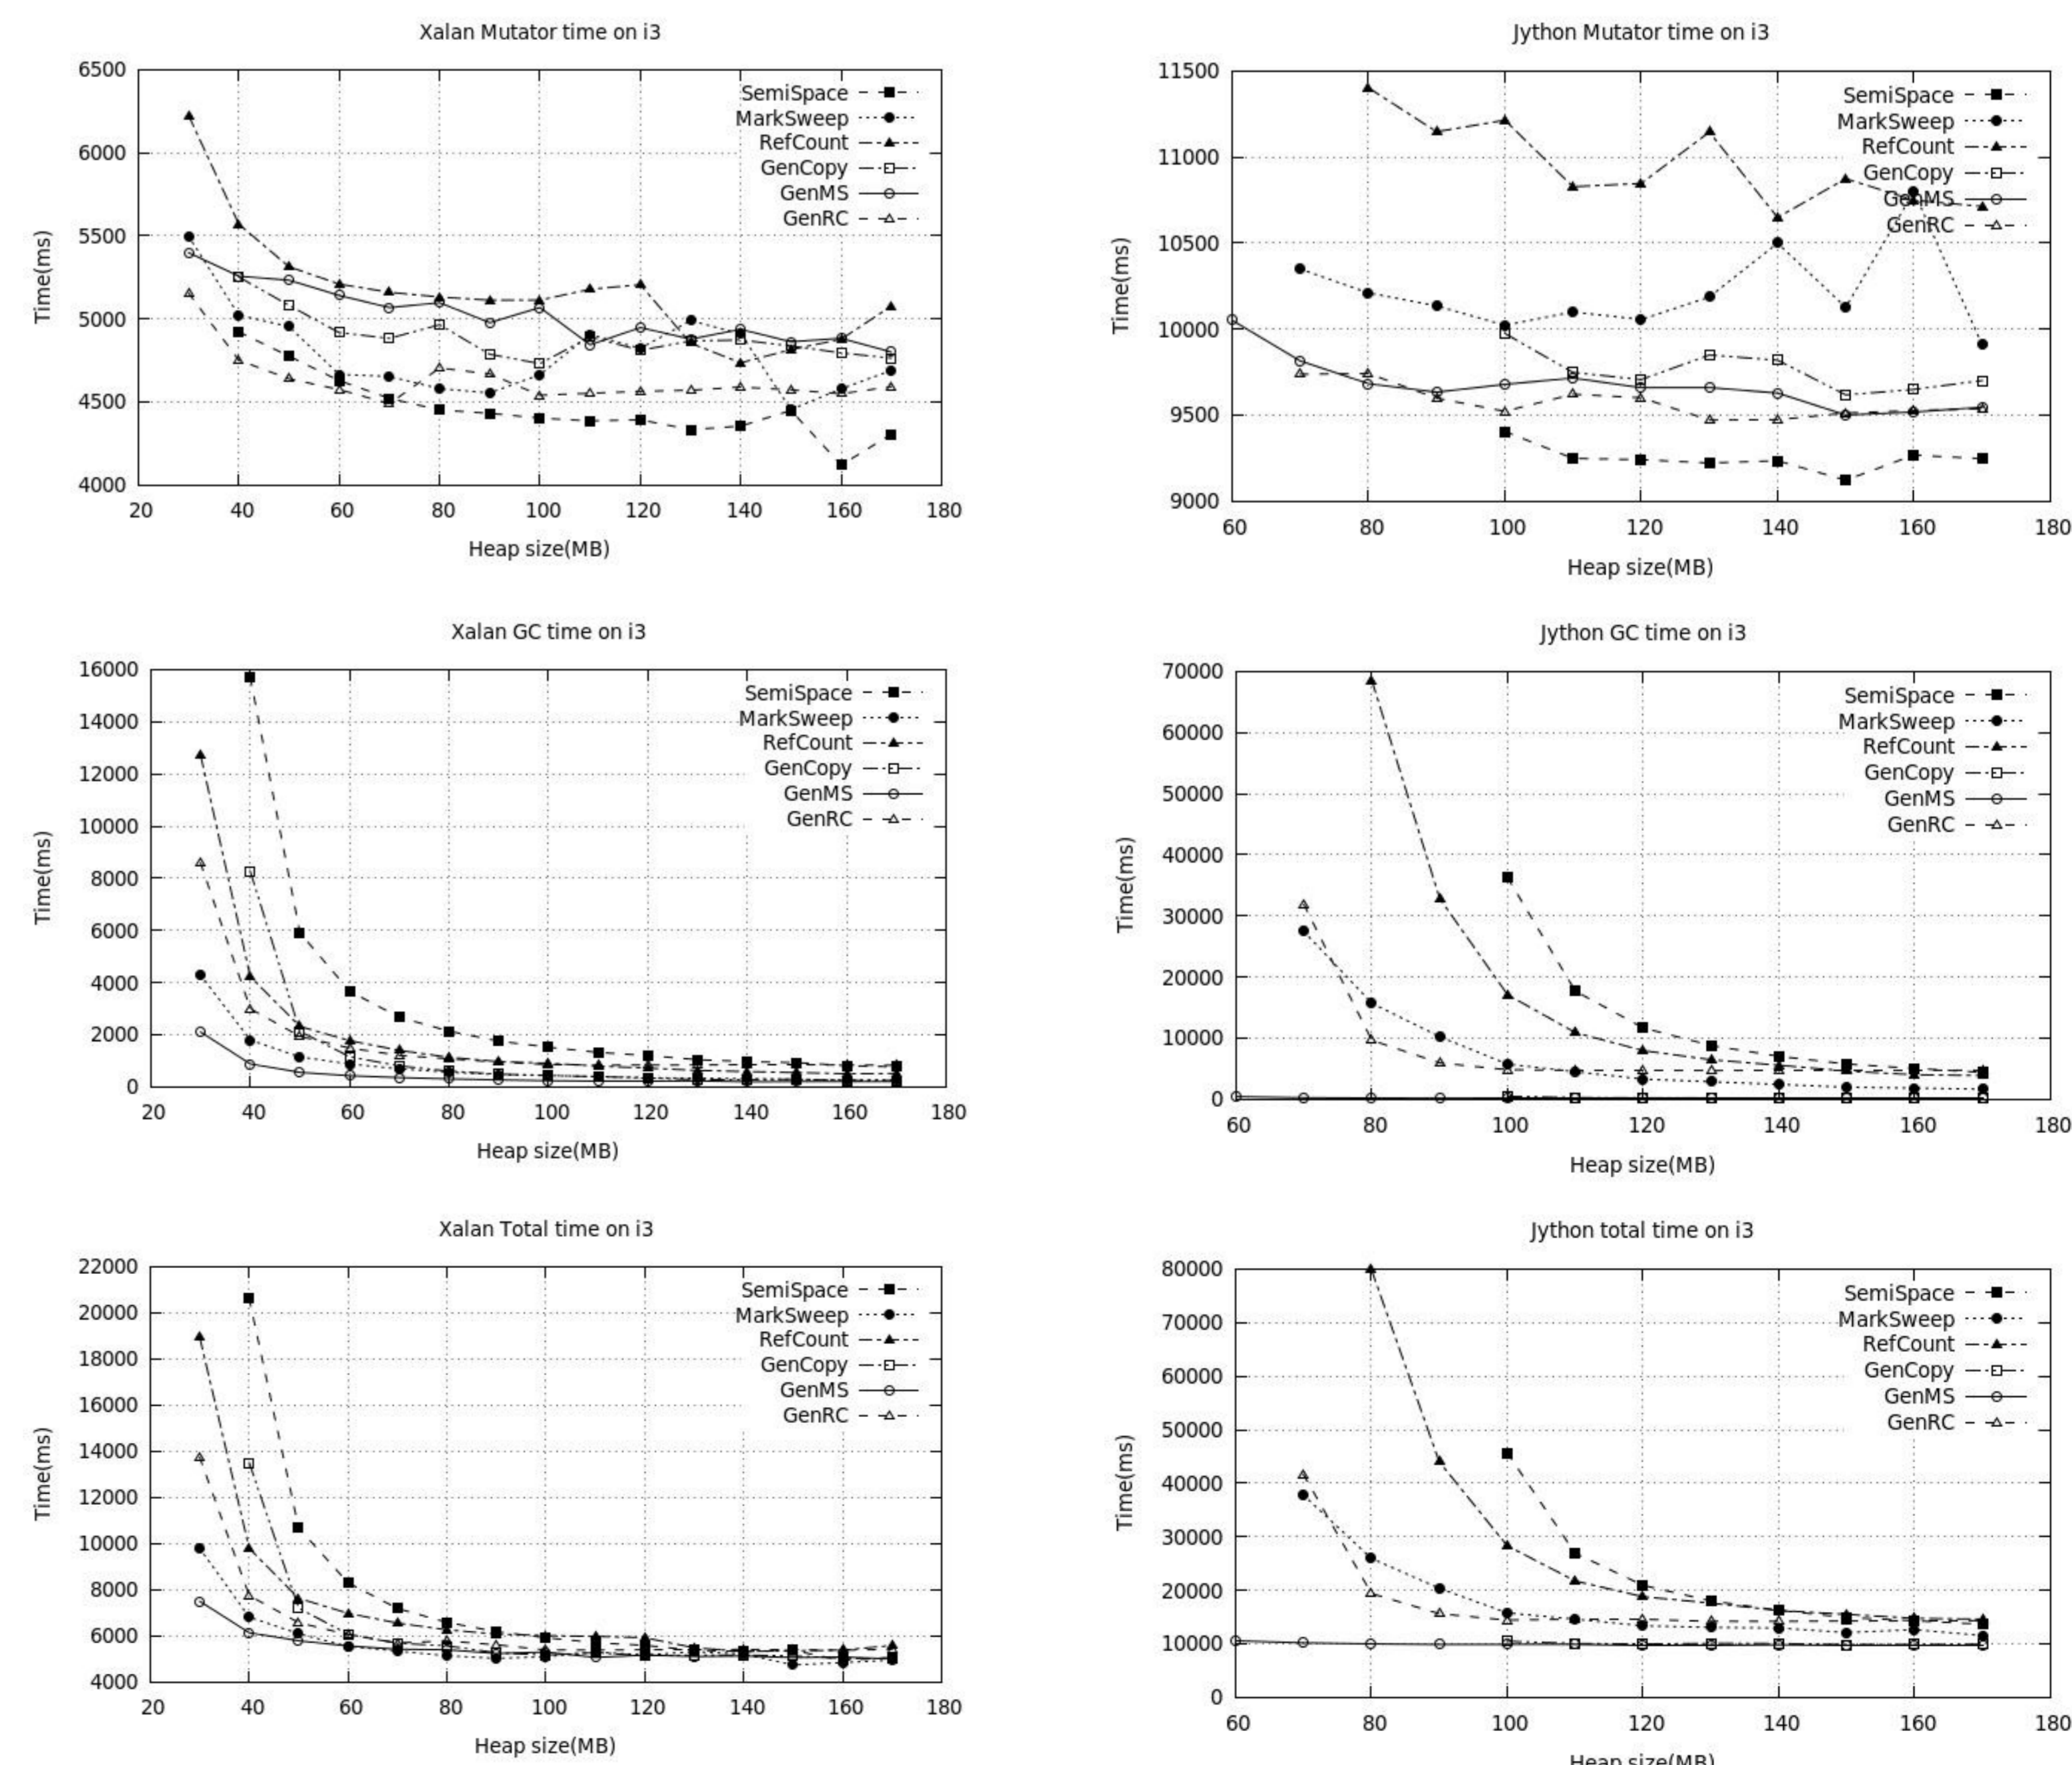 Xalan Mutator time on i3
6500
6000
5500
5000
4500
4000
Time(ms)
SemiSpace
MarkSweep
RefCount
GenCopy
GenMS
GenRC
20 40 60 80 100 120 140 160 180
Heap size(MB)
Jython Mutator time on i3
11500
11000
10500
10000
9500
9000
Time(ms)
SemiSpace
MarkSweep
RefCount
GenCopy
GenMS
GenRC
60 80 100 120 140 160 180
Heap size(MB)
Xalan GC time on i3
16000
14000
12000
10000
8000
6000
4000
2000
0
Time(ms)
SemiSpace
MarkSweep
RefCount
GenCopy
GenMS
GenRC
20 40 60 80 100 120 140 160 180
Heap size(MB)
Jython GC time on i3
70000
60000
50000
40000
30000
20000
10000
0
Time(ms)
SemiSpace
MarkSweep
RefCount
GenCopy
GenMS
GenRC
60 80 100 120 140 160 180
Heap size(MB)
Xalan Total time on i3
22000
20000
18000
16000
14000
12000
10000
8000
6000
4000
Time(ms)
SemiSpace
MarkSweep
RefCount
GenCopy
GenMS
GenRC
20 40 60 80 100 120 140 160 180
Heap size(MB)
Jython total time on i3
80000
70000
60000
50000
40000
30000
20000
10000
0
Time(ms)
SemiSpace
MarkSweep
RefCount
GenCopy
GenMS
GenRC
60 80 100 120 140 160 180
Heap size(MB)